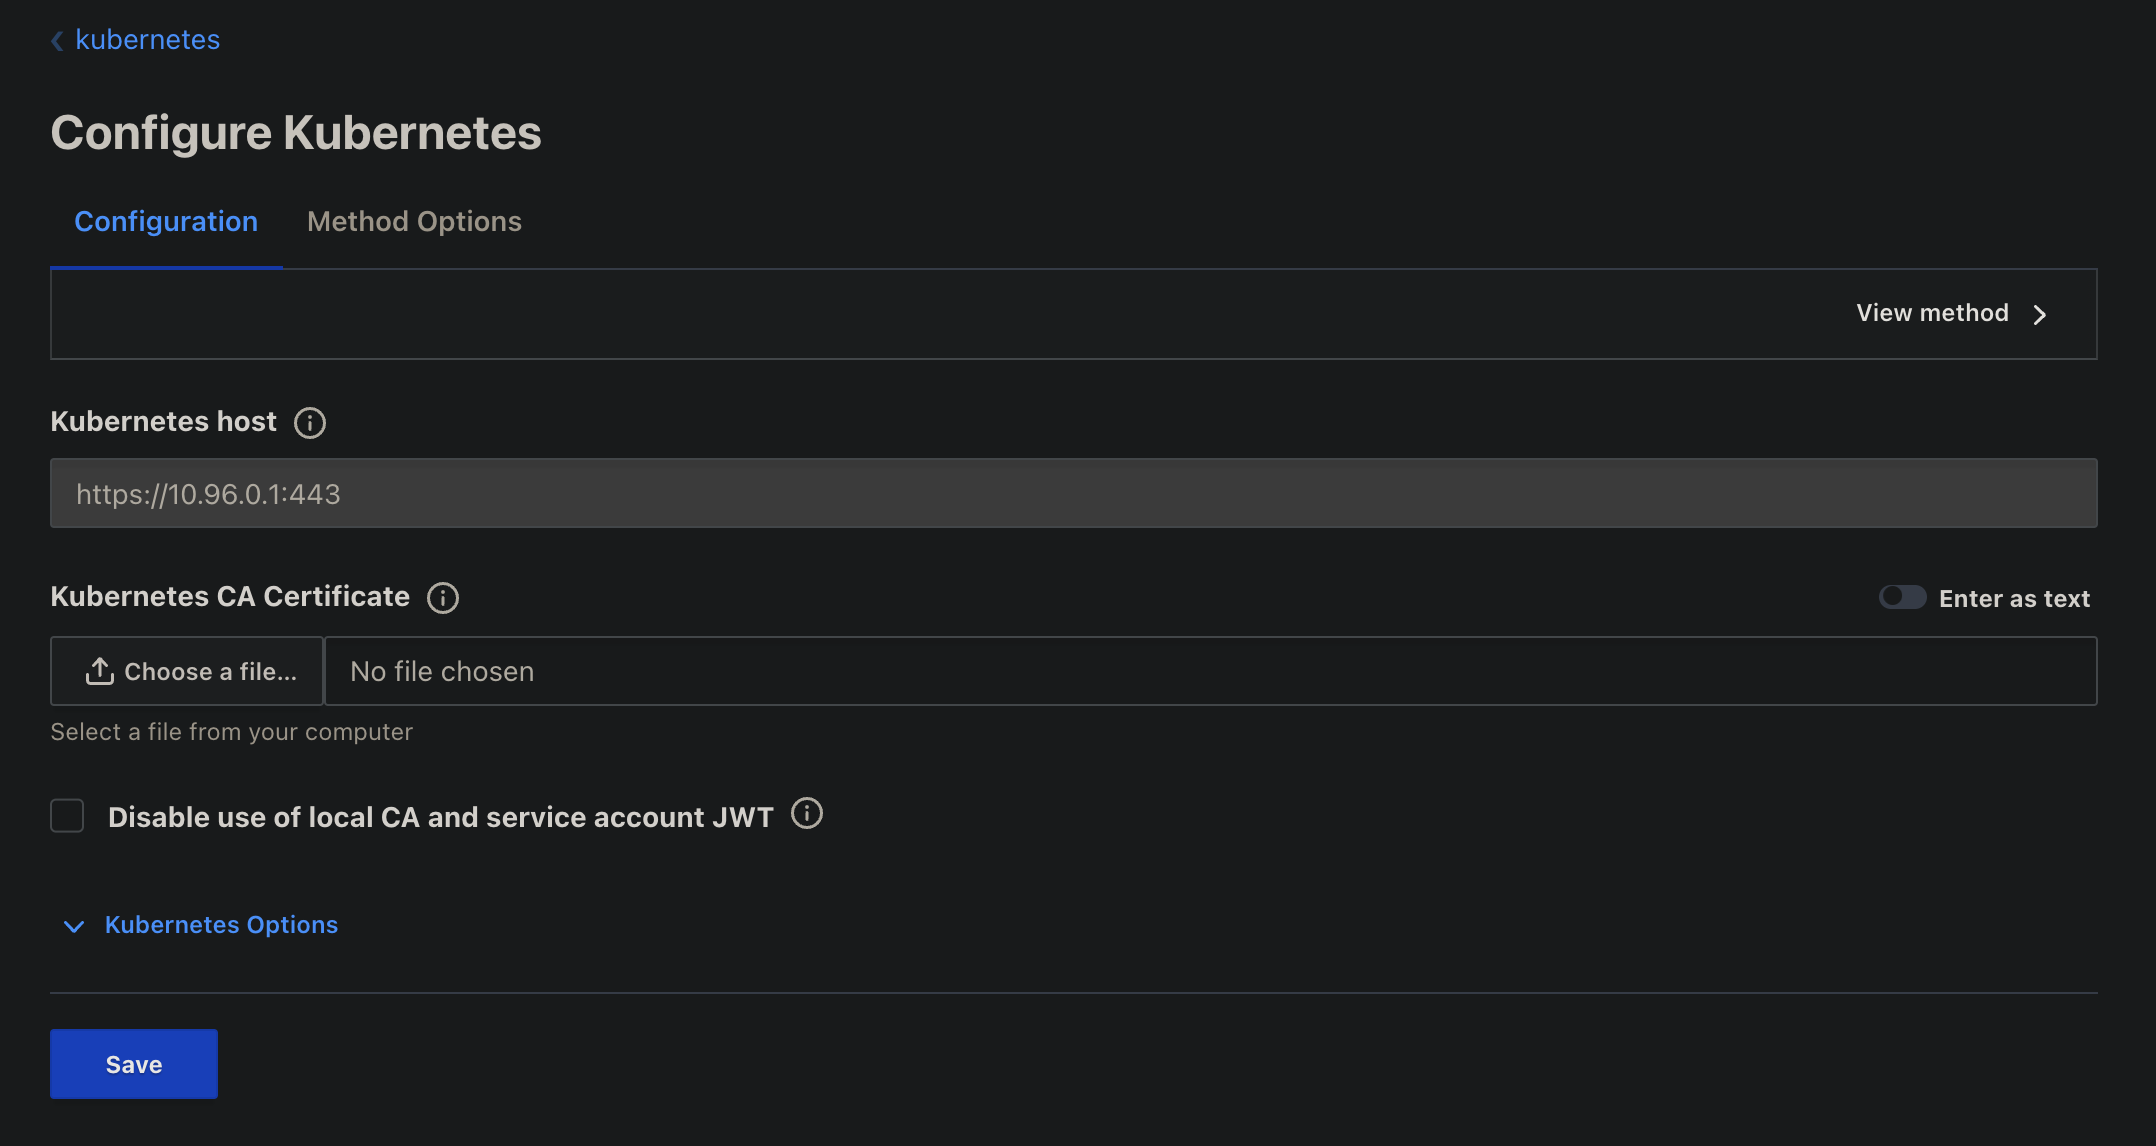 kubernetes
Configure Kubernetes
Configuration Method Options
View method
Kubernetes host
https://10.96.0.1:443
Kubernetes CA Certificate Enter as text
Choose a file... No file chosen
Select a file from your computer
Disable use of local CA and service account JWT
Kubernetes Options
Save